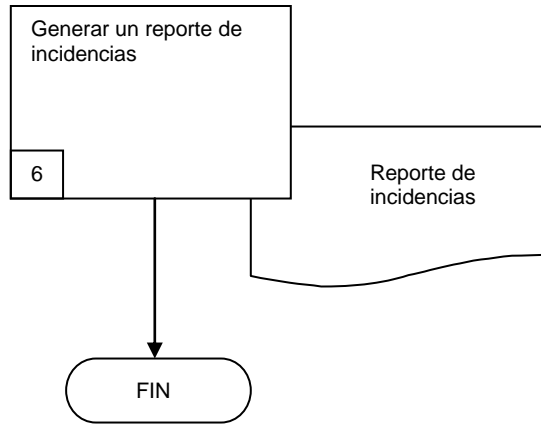 Generar un reporte de
incidencias
6
Reporte de
incidencias
FIN